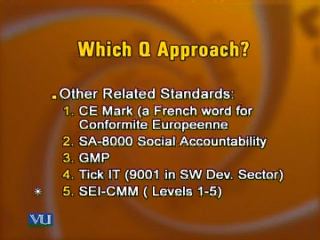 Which Q Approach?
Other Related Standards:
1. CE Mark (a French word for
Conformite Europeenne
2. SA-8000 Social Accountability
3. GMP
4. Tick IT (9001 in SW Dev. Sector)
5. SEI-CMM ( Levels 1-5)
VU